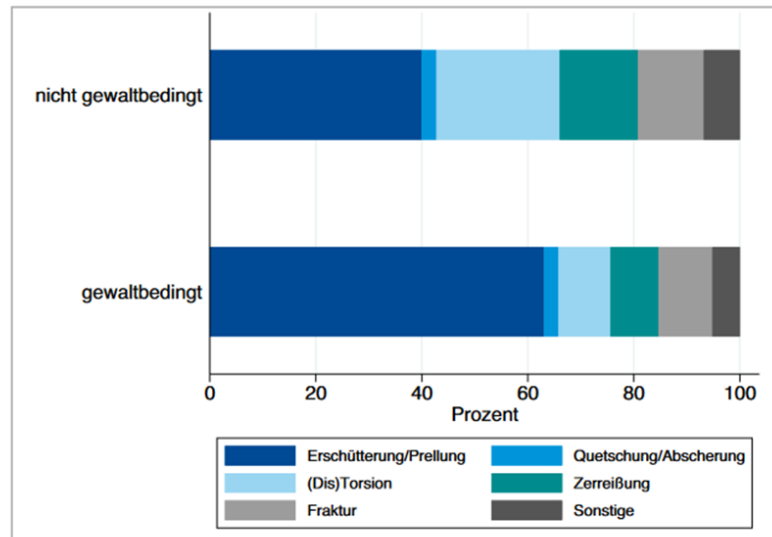 nicht gewaltbedingt
gewaltbedingt
0 20 40 60 80 100
Prozent
Erschütterung/Prellung Quetschung/Abscherung
(Dis)Torsion Zerreißung
Fraktur Sonstige